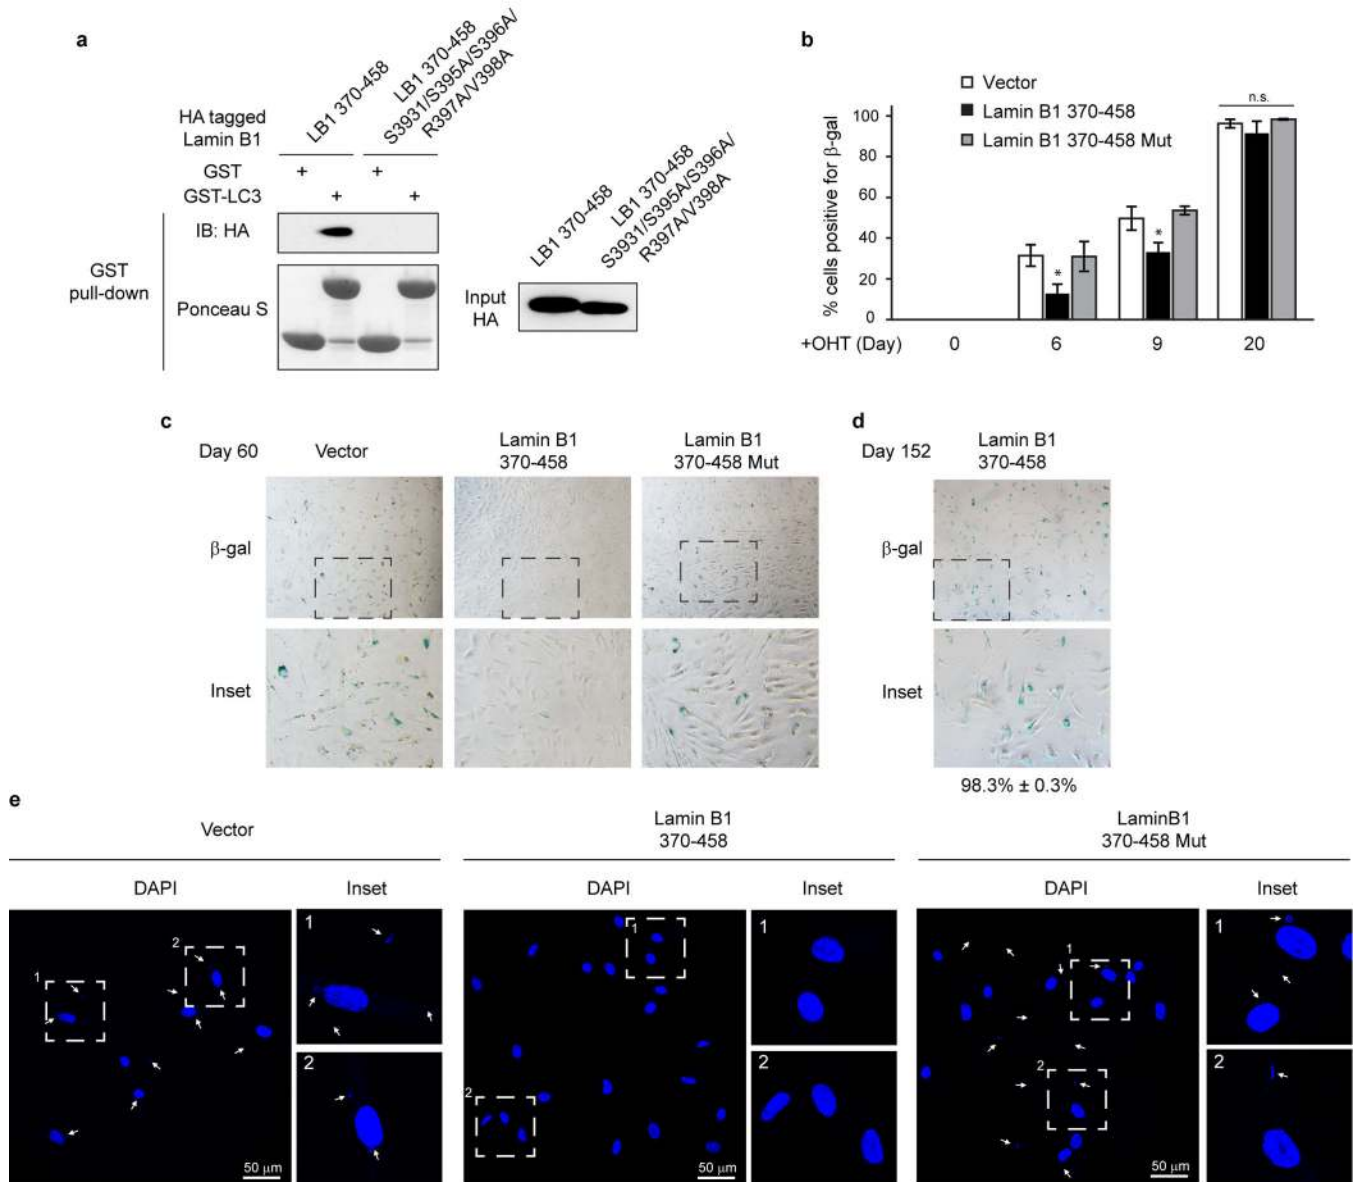 a
HA tagged
Lamin B1
LB1 370-458
LB1 370-458
S3931/S395A/S396A/
R397A/V398A
GST
+
+
GST-LC3
+
+
GST
pull-down
IB: HA
Ponceau S
LB1 370-458
LB1 370-458
S3931/S395A/S396A/
R397A/V398A
Input
HA
b
Vector
Lamin B1 370-458
Lamin B1 370-458 Mut
n.s.
% cells positive for β-gal
100
80
60
40
20
0
*
*
+OHT (Day)
0
6
9
20
c
Day 60
Vector
Lamin B1
370-458
Lamin B1
370-458 Mut
β-gal
Inset
d
Day 152
Lamin B1
370-458
β-gal
Inset
98.3% ± 0.3%
e
Vector
Lamin B1
370-458
LaminB1
370-458 Mut
DAPI
Inset
DAPI
Inset
DAPI
Inset
1
2
50 μm
1
2
1
2
50 μm
1
2
1
2
50 μm
1
2